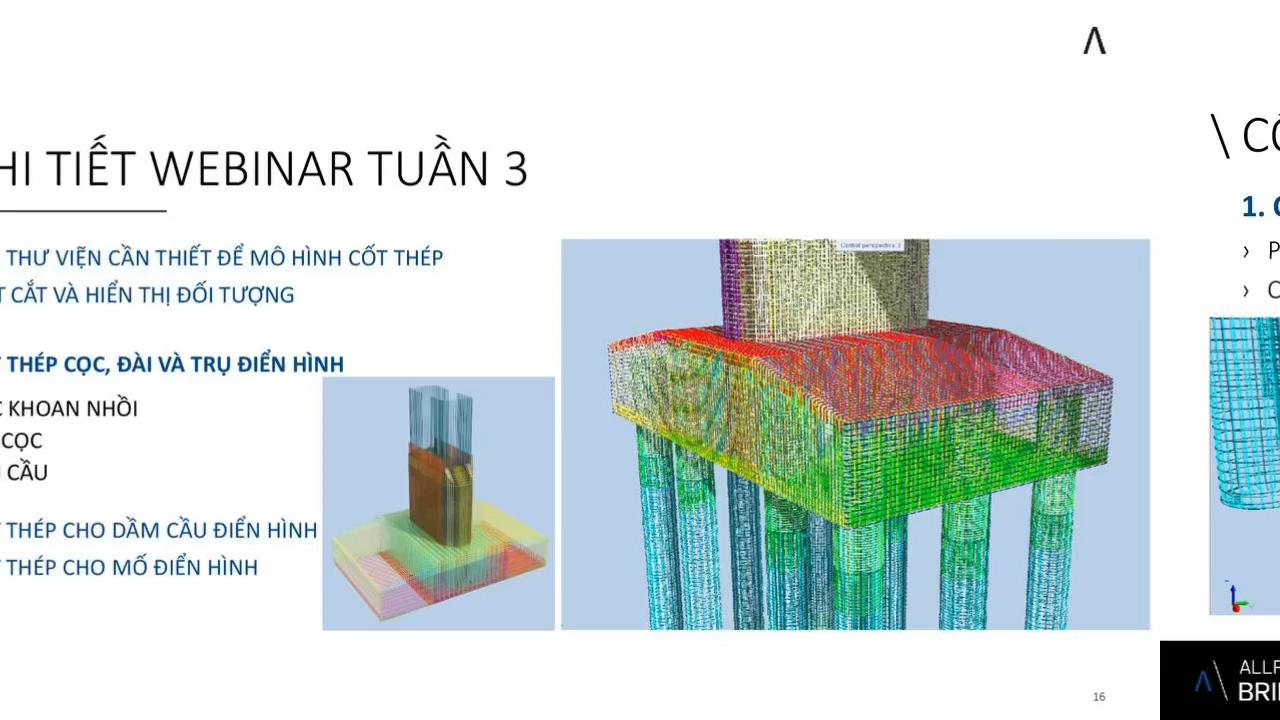 HI TIẾT WEBINAR TUẦN 3
THƯ VIỆN CẦN THIẾT ĐỂ MÔ HÌNH CỐT THÉP
T CẮT VÀ HIỂN THỊ ĐỐI TƯỢNG
THÉP CỌC, ĐÀI VÀ TRỤ ĐIỂN HÌNH
C KHOAN NHỒI
CỌC
CẦU
THÉP CHO DẦM CẦU ĐIỂN HÌNH
THÉP CHO MỐ ĐIỂN HÌNH
16
\ CÔ
1. C
› P
› C
ALLP
BRI